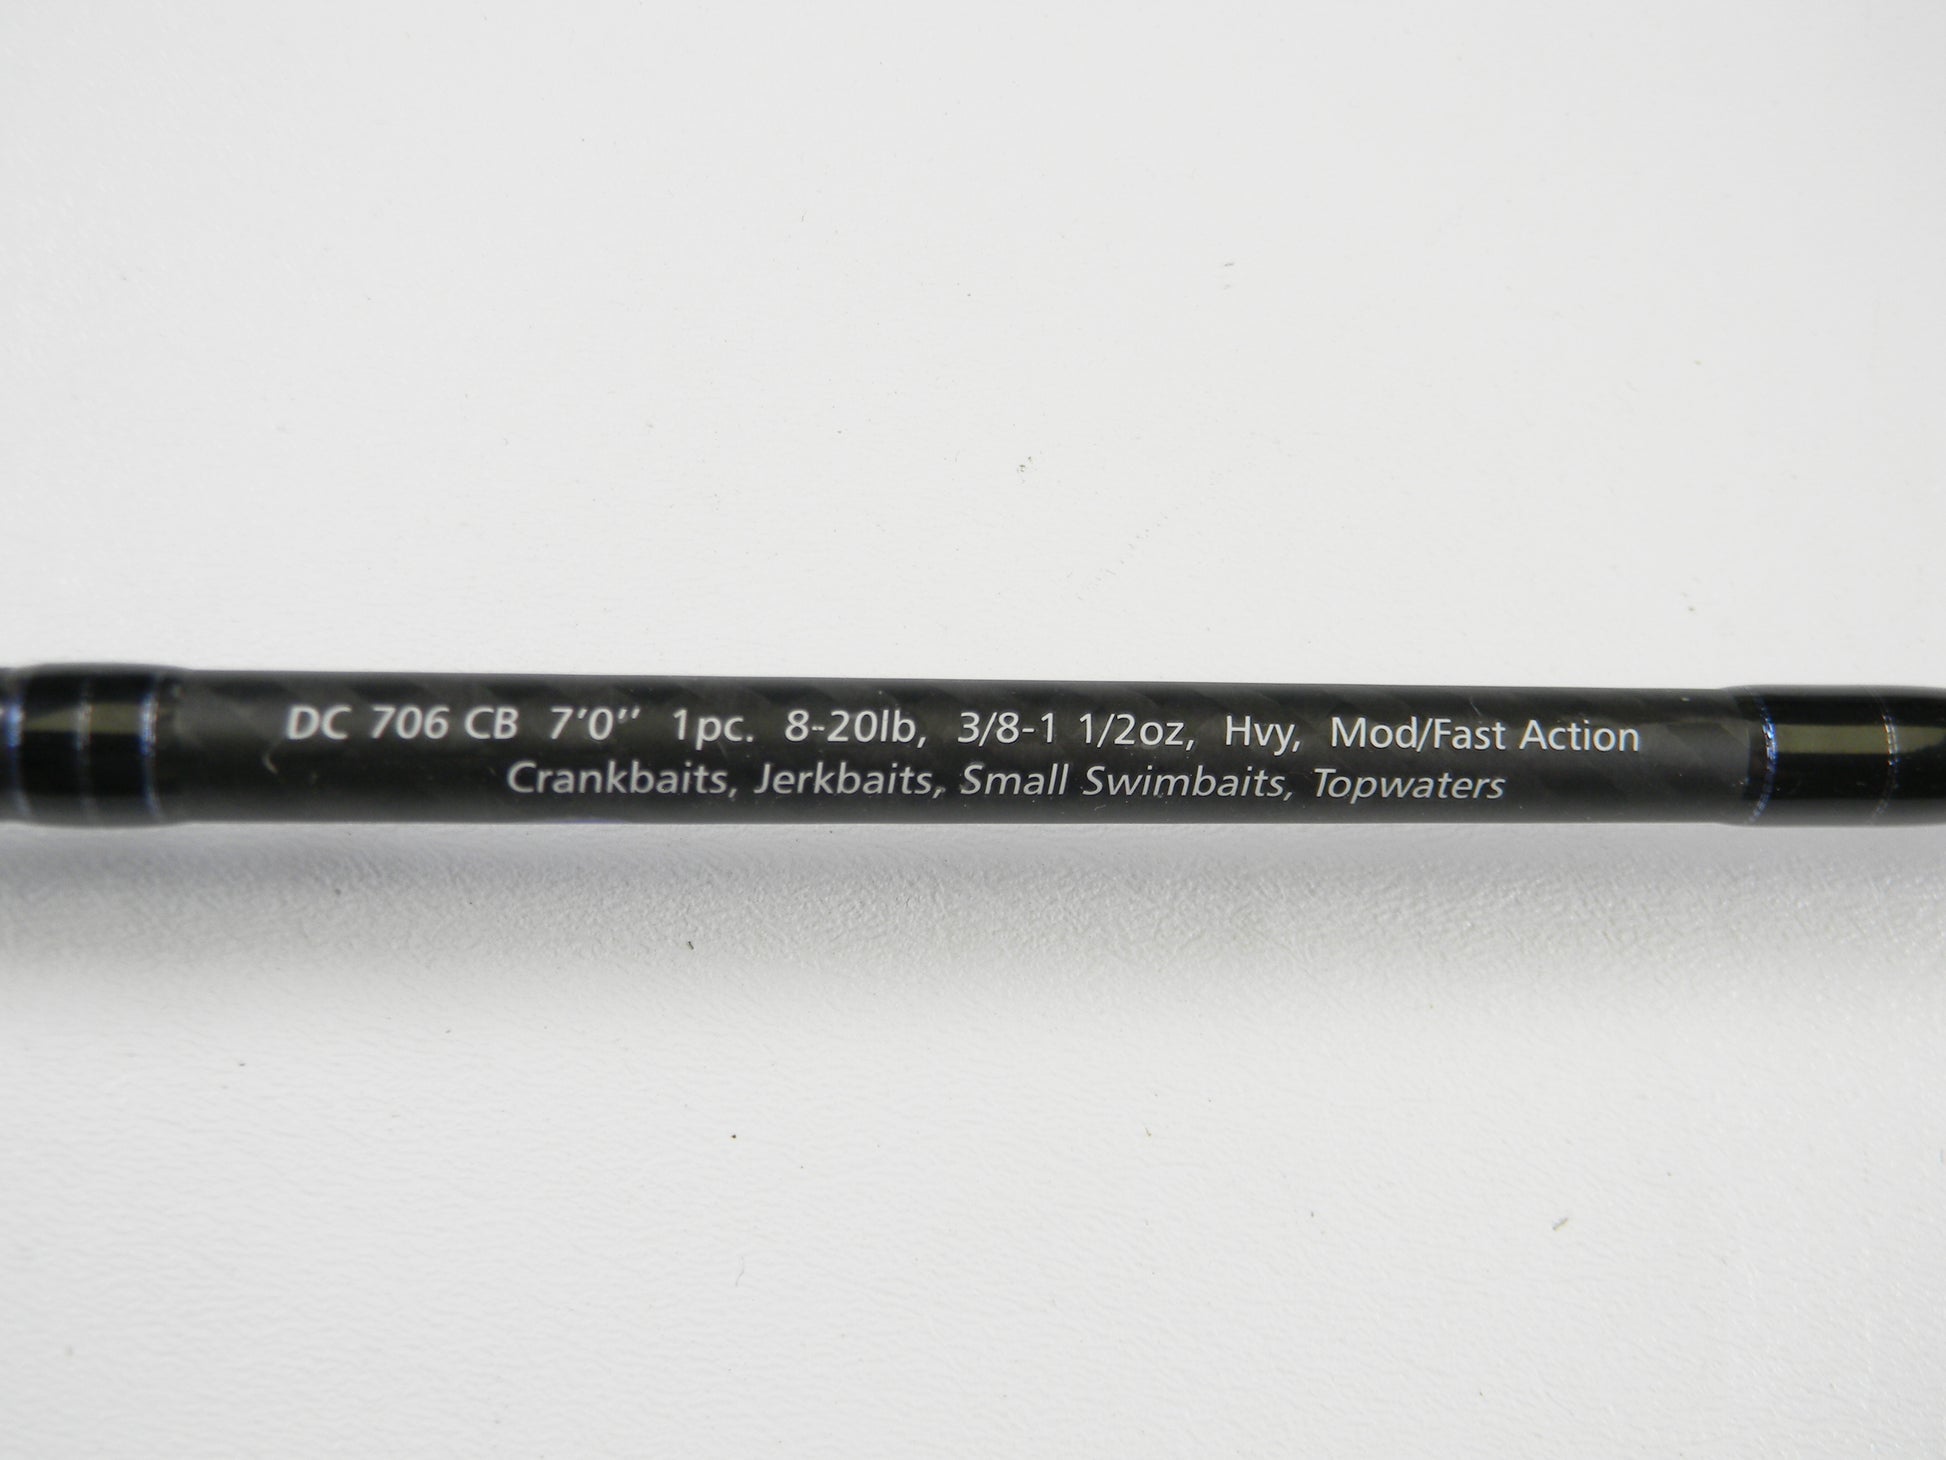 DC 706 CB 7'0'' 1pc. 8-20lb, 3/8-1 1/2oz, Hvy, Mod/Fast Action
Crankbaits, Jerkbaits, Small Swimbaits, Topwaters